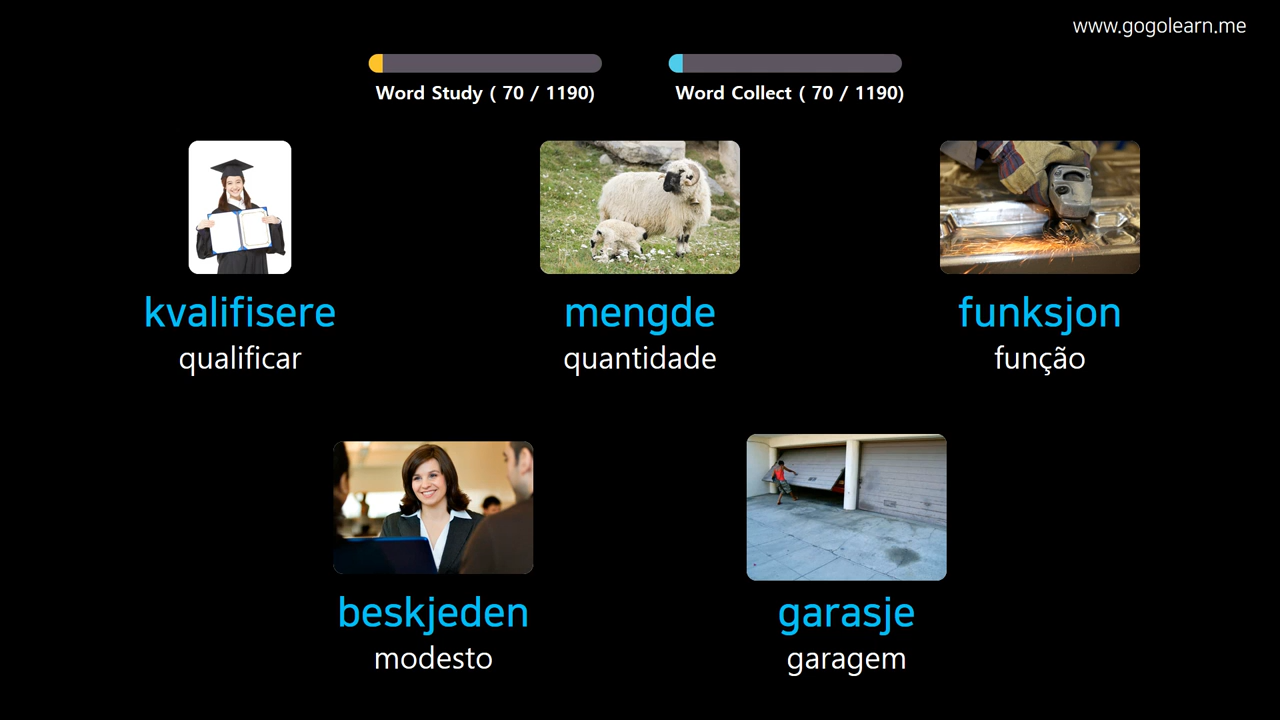 www.gogolearn.me
Word Study ( 70 / 1190)
Word Collect ( 70 / 1190)
kvalifisere
qualificar
mengde
quantidade
funksjon
função
beskjeden
modesto
garasje
garagem